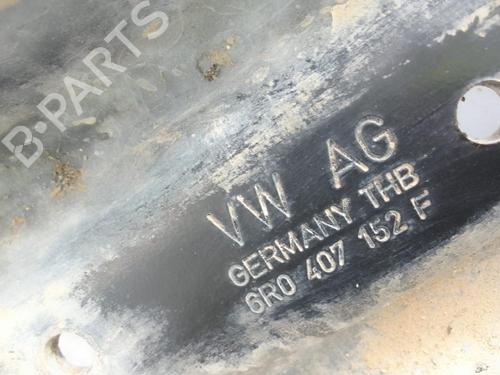 B-PARTS
VW AG
GERMANY THB
6R0 407 152 F